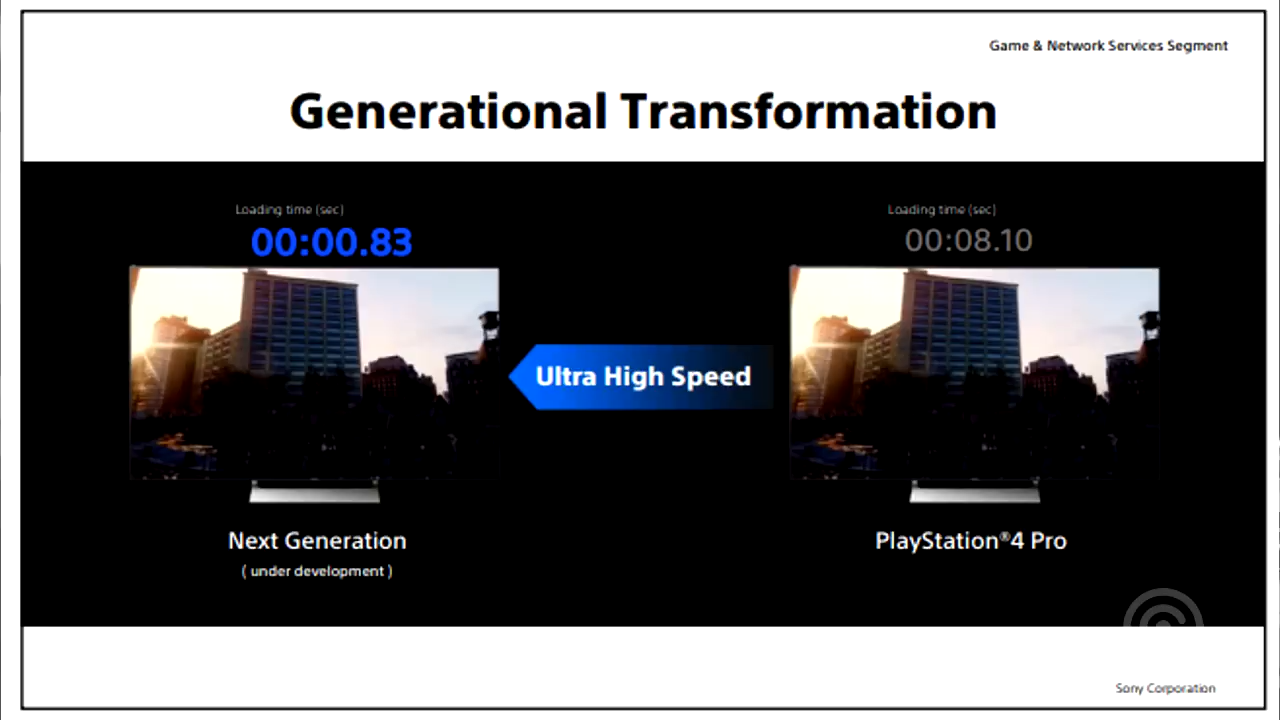 Game & Network Services Segment
Generational Transformation
Loading time (sec)
00:00.83
Loading time (sec)
00:08.10
Ultra High Speed
Next Generation
( under development )
PlayStation®4 Pro
Sony Corporation